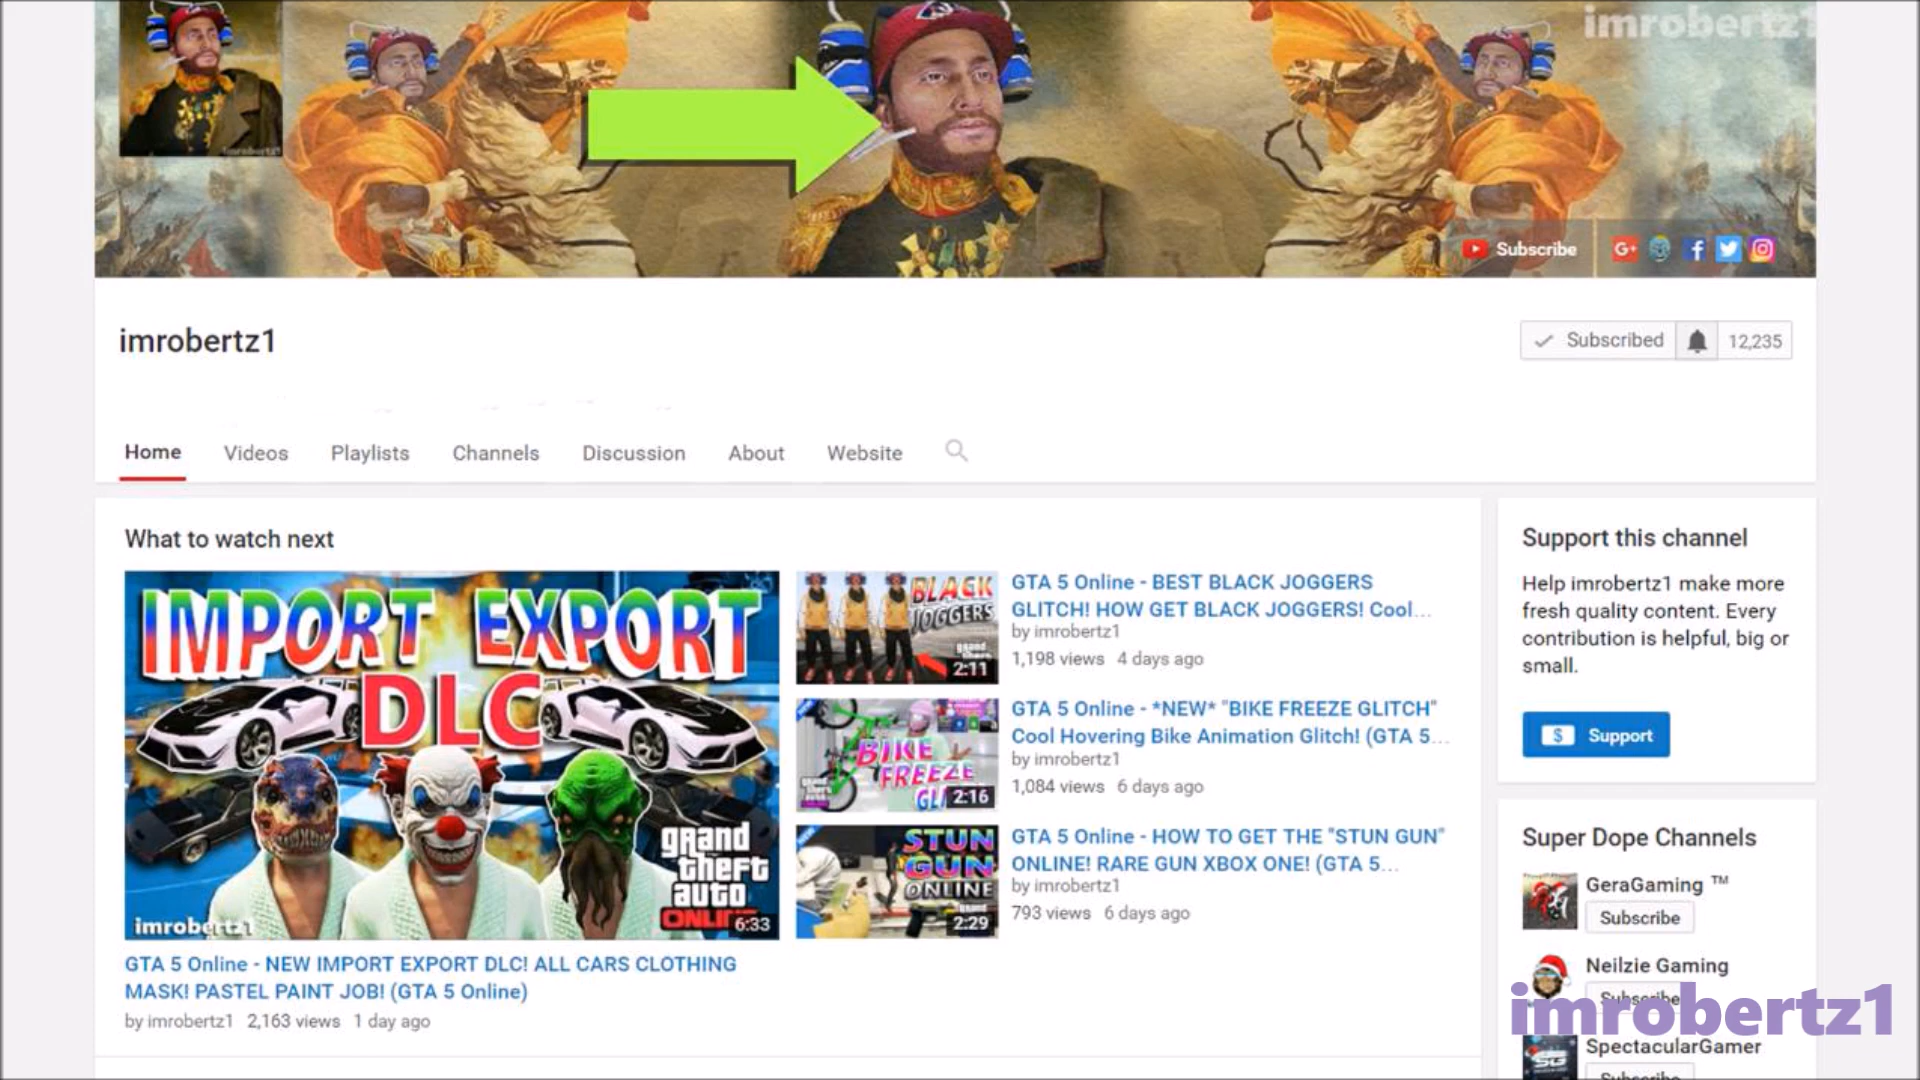 imrobertz1
imrobertz1
Subscribe
G+
imrobertz1
Subscribed
12,235
Home
Videos
Playlists
Channels
Discussion
About
Website
What to watch next
IMPORT EXPORT
DLC
grand
theft
auto
ONLINE
imrobertz1
6:33
GTA 5 Online - NEW IMPORT EXPORT DLC! ALL CARS CLOTHING
MASK! PASTEL PAINT JOB! (GTA 5 Online)
by imrobertz1 2,163 views 1 day ago
BLACK
JOGGERS
2:11
GTA 5 Online - BEST BLACK JOGGERS
GLITCH! HOW GET BLACK JOGGERS! Cool...
by imrobertz1
1,198 views 4 days ago
BIKE
FREEZE
2:16
GTA 5 Online - *NEW* "BIKE FREEZE GLITCH"
Cool Hovering Bike Animation Glitch! (GTA 5...
by imrobertz1
1,084 views 6 days ago
STUN
GUN
ONLINE
2:29
GTA 5 Online - HOW TO GET THE "STUN GUN"
ONLINE! RARE GUN XBOX ONE! (GTA 5...
by imrobertz1
793 views 6 days ago
Support this channel
Help imrobertz1 make more
fresh quality content. Every
contribution is helpful, big or
small.
$ Support
Super Dope Channels
GeraGaming ™
Subscribe
Neilzie Gaming
Subscribe
imrobertz1
SpectacularGamer
SG
Subscribe